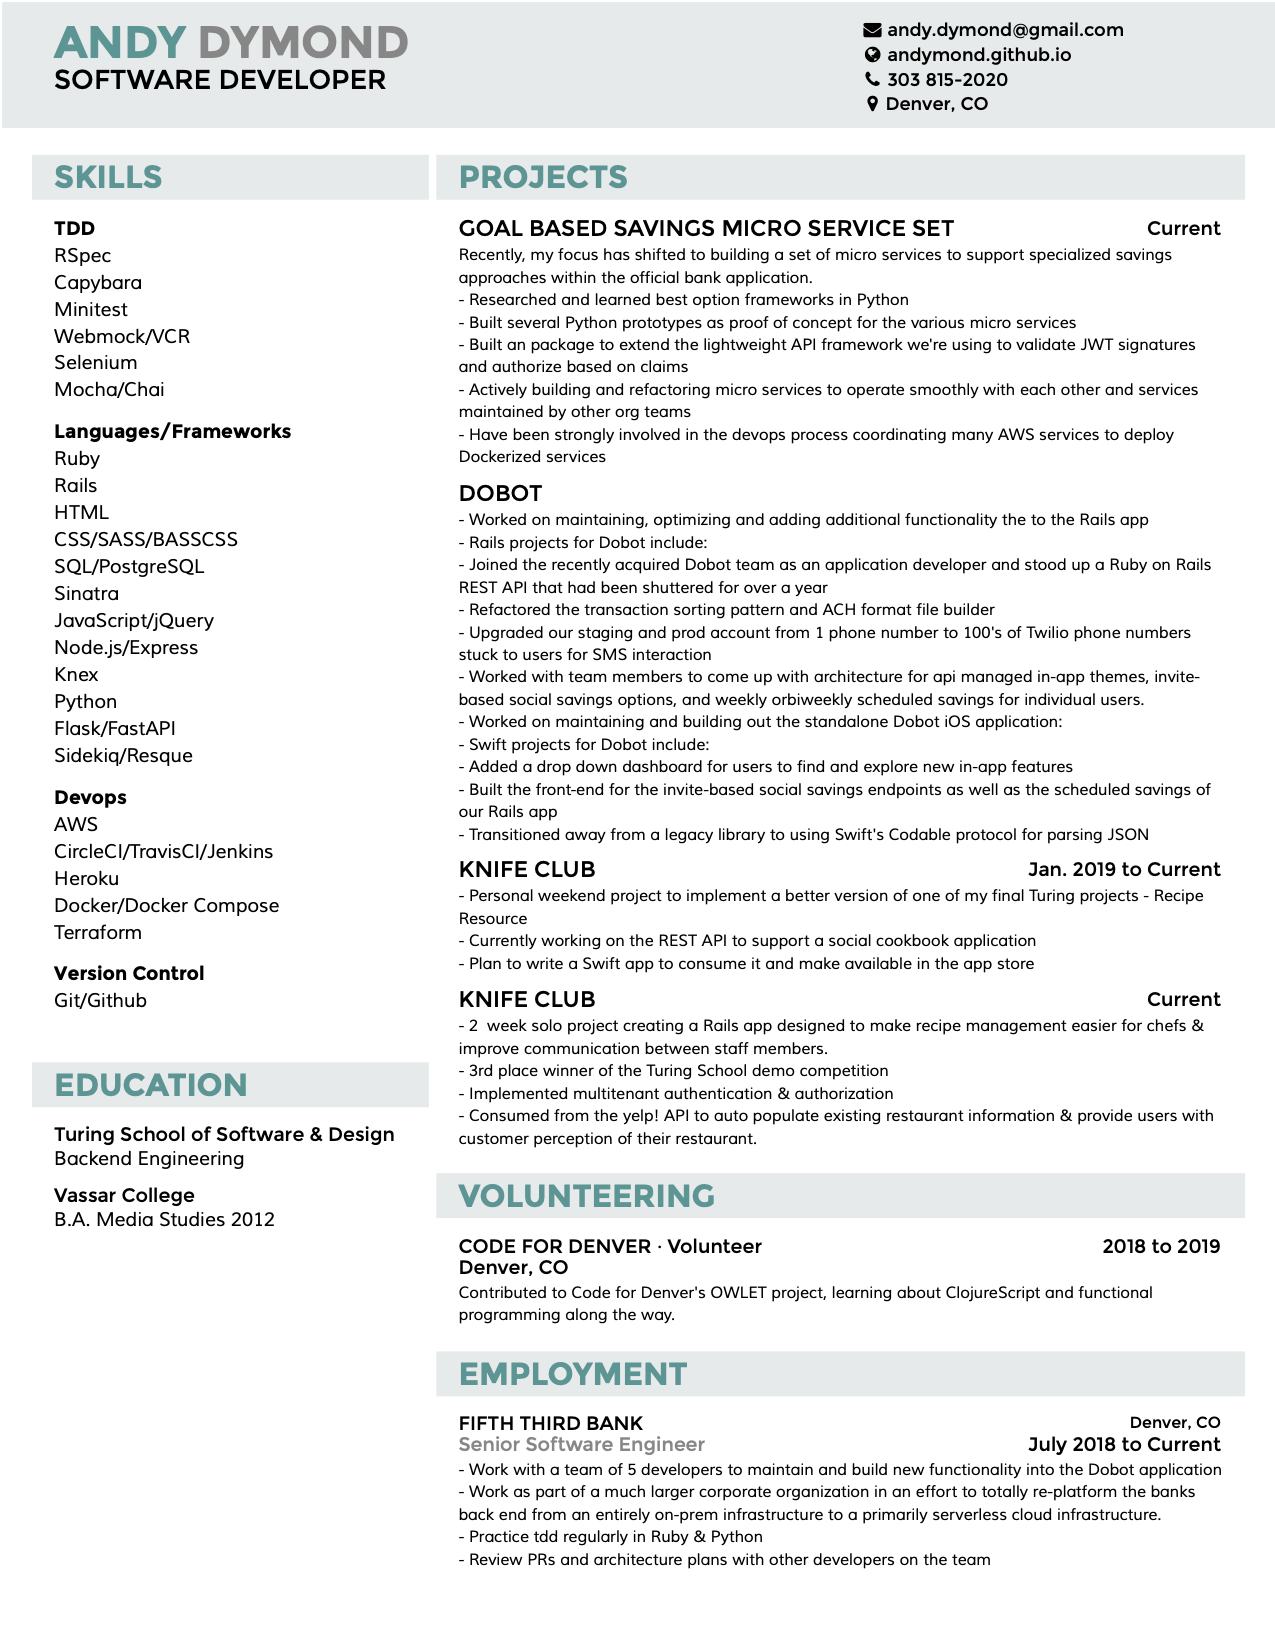 ANDY DYMOND
SOFTWARE DEVELOPER
andy.dymond@gmail.com
andymond.github.io
303 815-2020
Denver, CO
SKILLS
TDD
RSpec
Capybara
Minitest
Webmock/VCR
Selenium
Mocha/Chai
Languages/Frameworks
Ruby
Rails
HTML
CSS/SASS/BASSCSS
SQL/PostgreSQL
Sinatra
JavaScript/jQuery
Node.js/Express
Knex
Python
Flask/FastAPI
Sidekiq/Resque
Devops
AWS
CircleCI/TravisCI/Jenkins
Heroku
Docker/Docker Compose
Terraform
Version Control
Git/Github
EDUCATION
Turing School of Software & Design
Backend Engineering
Vassar College
B.A. Media Studies 2012
PROJECTS
GOAL BASED SAVINGS MICRO SERVICE SET Current
Recently, my focus has shifted to building a set of micro services to support specialized savings
approaches within the official bank application.
- Researched and learned best option frameworks in Python
- Built several Python prototypes as proof of concept for the various micro services
- Built an package to extend the lightweight API framework we're using to validate JWT signatures
and authorize based on claims
- Actively building and refactoring micro services to operate smoothly with each other and services
maintained by other org teams
- Have been strongly involved in the devops process coordinating many AWS services to deploy
Dockerized services
DOBOT
- Worked on maintaining, optimizing and adding additional functionality the to the Rails app
- Rails projects for Dobot include:
- Joined the recently acquired Dobot team as an application developer and stood up a Ruby on Rails
REST API that had been shuttered for over a year
- Refactored the transaction sorting pattern and ACH format file builder
- Upgraded our staging and prod account from 1 phone number to 100's of Twilio phone numbers
stuck to users for SMS interaction
- Worked with team members to come up with architecture for api managed in-app themes, invite-
based social savings options, and weekly orbiweekly scheduled savings for individual users.
- Worked on maintaining and building out the standalone Dobot iOS application:
- Swift projects for Dobot include:
- Added a drop down dashboard for users to find and explore new in-app features
- Built the front-end for the invite-based social savings endpoints as well as the scheduled savings of
our Rails app
- Transitioned away from a legacy library to using Swift's Codable protocol for parsing JSON
KNIFE CLUB Jan. 2019 to Current
- Personal weekend project to implement a better version of one of my final Turing projects - Recipe
Resource
- Currently working on the REST API to support a social cookbook application
- Plan to write a Swift app to consume it and make available in the app store
KNIFE CLUB Current
- 2 week solo project creating a Rails app designed to make recipe management easier for chefs &
improve communication between staff members.
- 3rd place winner of the Turing School demo competition
- Implemented multitenant authentication & authorization
- Consumed from the yelp! API to auto populate existing restaurant information & provide users with
customer perception of their restaurant.
VOLUNTEERING
CODE FOR DENVER · Volunteer 2018 to 2019
Denver, CO
Contributed to Code for Denver's OWLET project, learning about ClojureScript and functional
programming along the way.
EMPLOYMENT
FIFTH THIRD BANK Denver, CO
Senior Software Engineer July 2018 to Current
- Work with a team of 5 developers to maintain and build new functionality into the Dobot application
- Work as part of a much larger corporate organization in an effort to totally re-platform the banks
back end from an entirely on-prem infrastructure to a primarily serverless cloud infrastructure.
- Practice tdd regularly in Ruby & Python
- Review PRs and architecture plans with other developers on the team